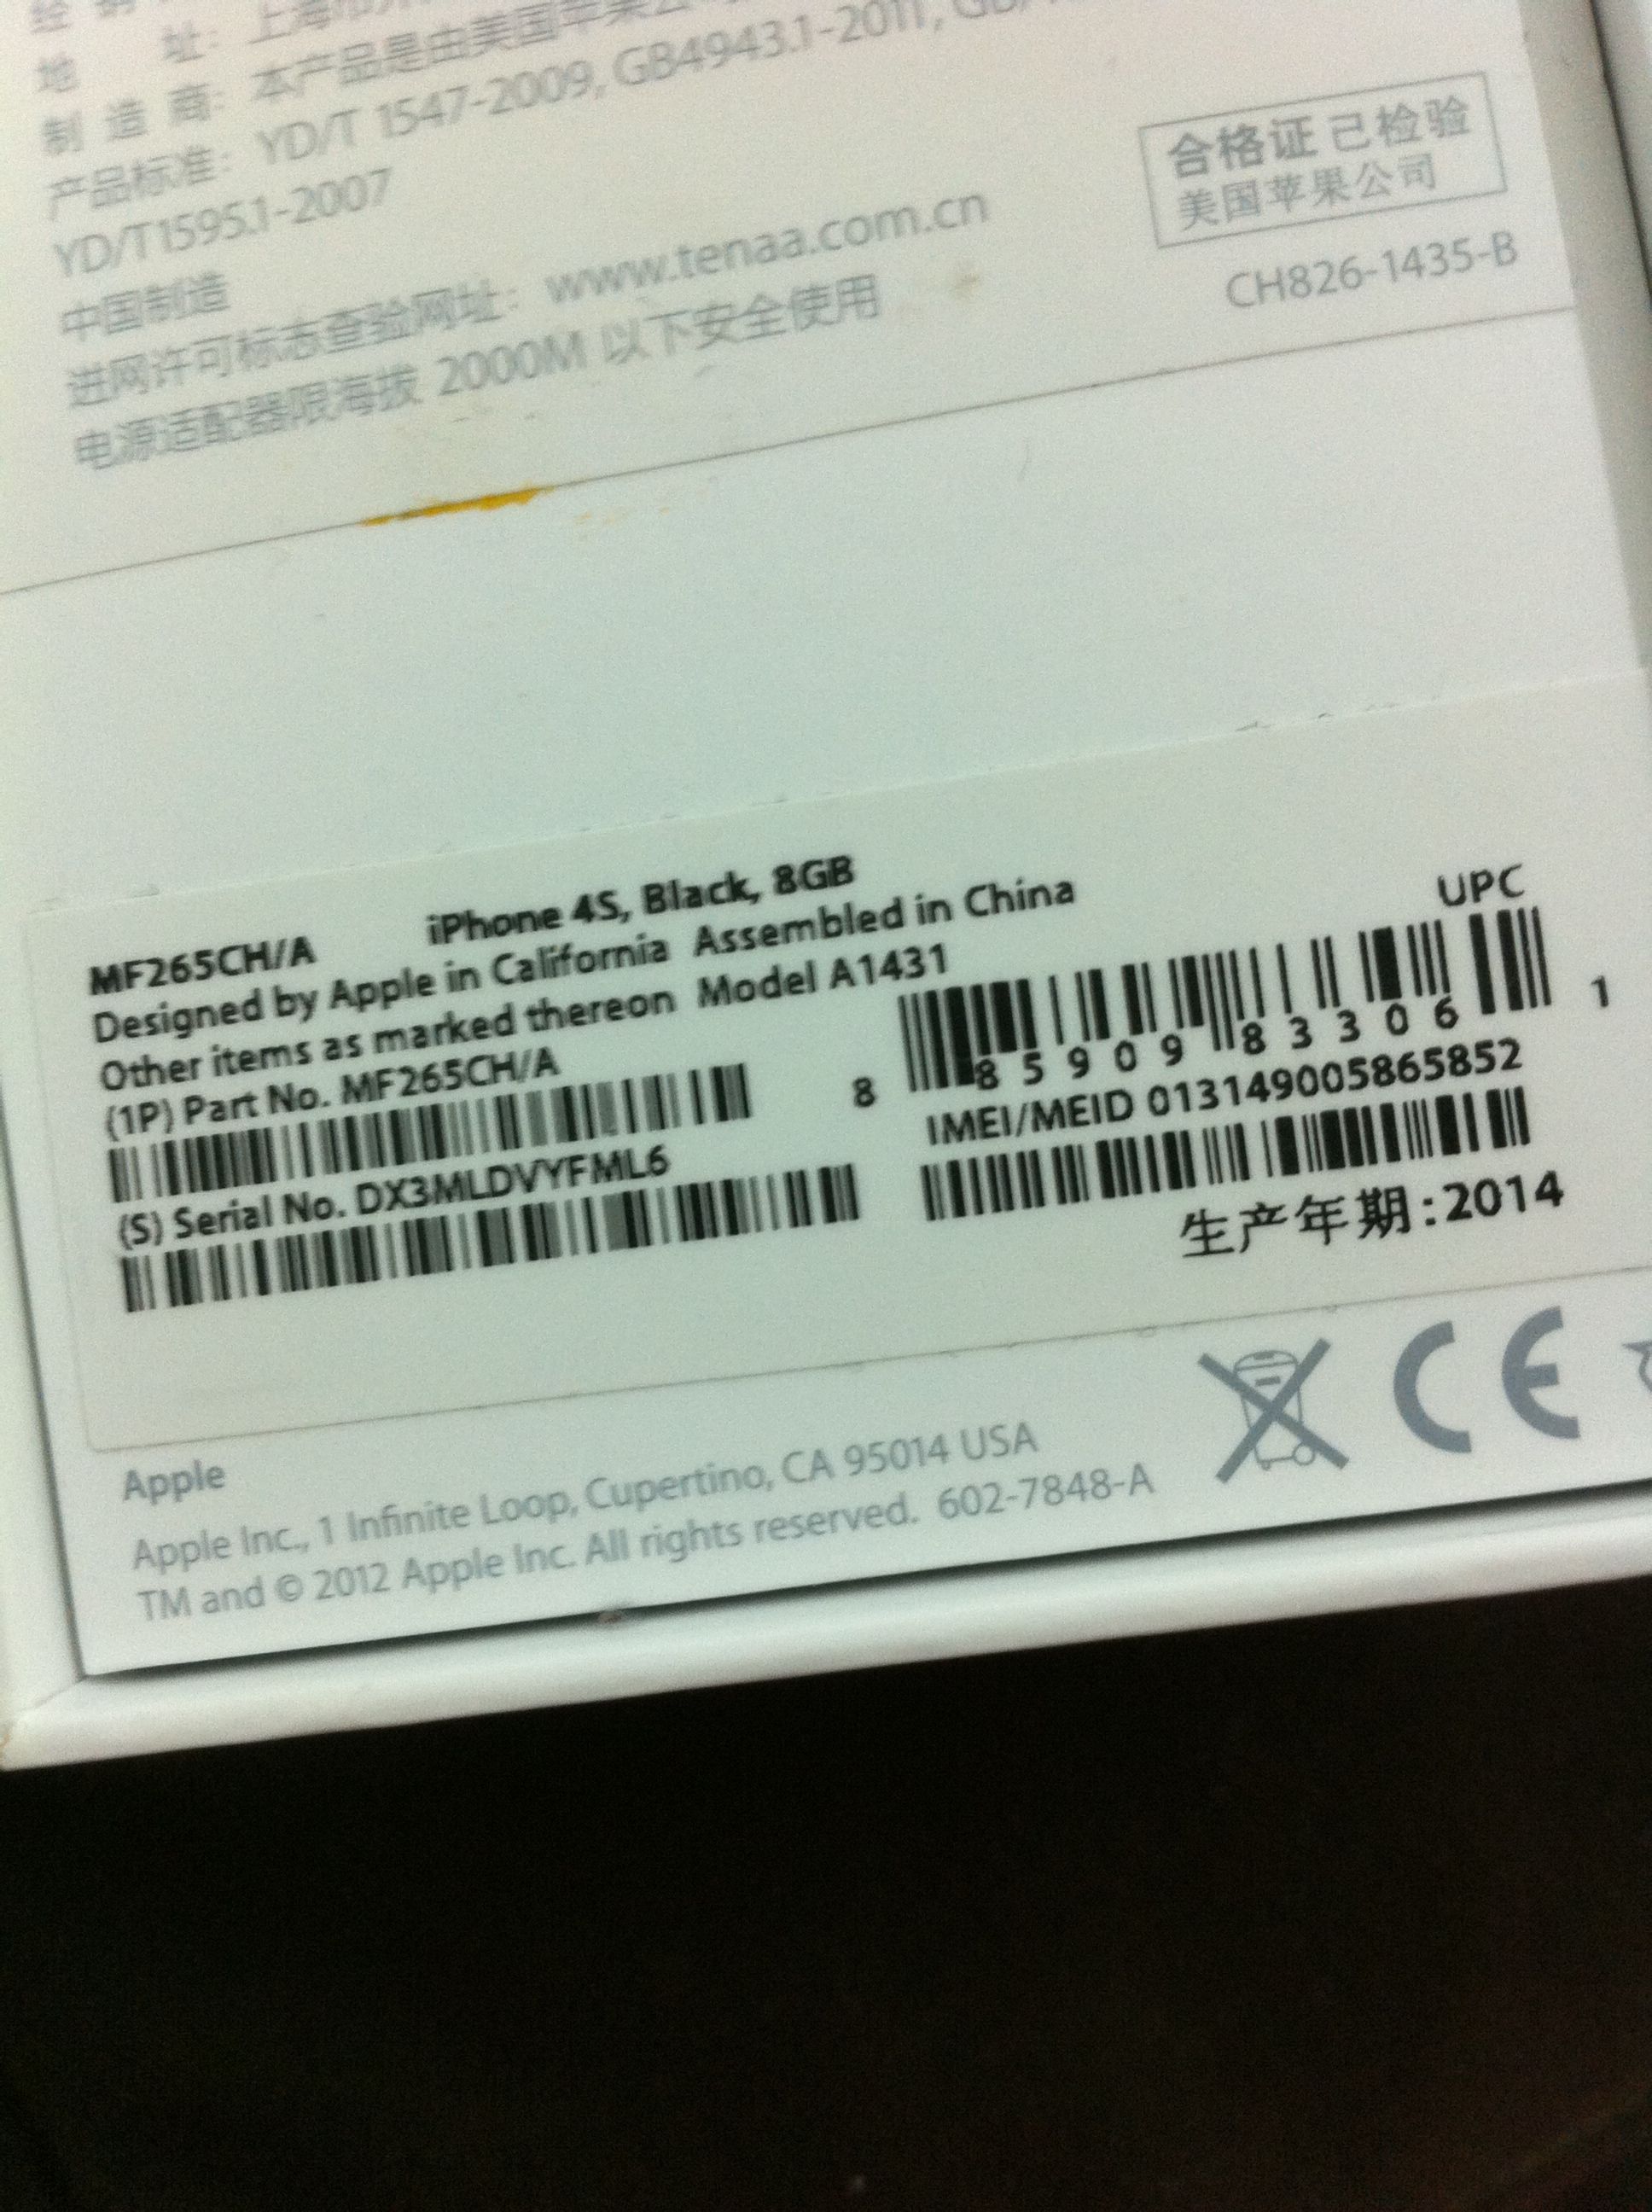 地 址：上海市
制 造 商：本产品是由美国苹果公司
产品标准：YD/T 1547-2009, GB4943.1-2011,
YD/T1595.1-2007
中国制造
进网许可标志查验网址：www.tenaa.com.cn
电源适配器限海拔 2000M 以下安全使用
合格证 已检验
美国苹果公司
CH826-1435-B
MF265CH/A iPhone 4S, Black, 8GB
Designed by Apple in California Assembled in China
Other items as marked thereon Model A1431
(1P) Part No. MF265CH/A
(S) Serial No. DX3MLDVYFML6
UPC
8 85909 83306 1
IMEI/MEID 013149005865852
生产年期:2014
CE
Apple
Apple Inc., 1 Infinite Loop, Cupertino, CA 95014 USA
TM and © 2012 Apple Inc. All rights reserved. 602-7848-A